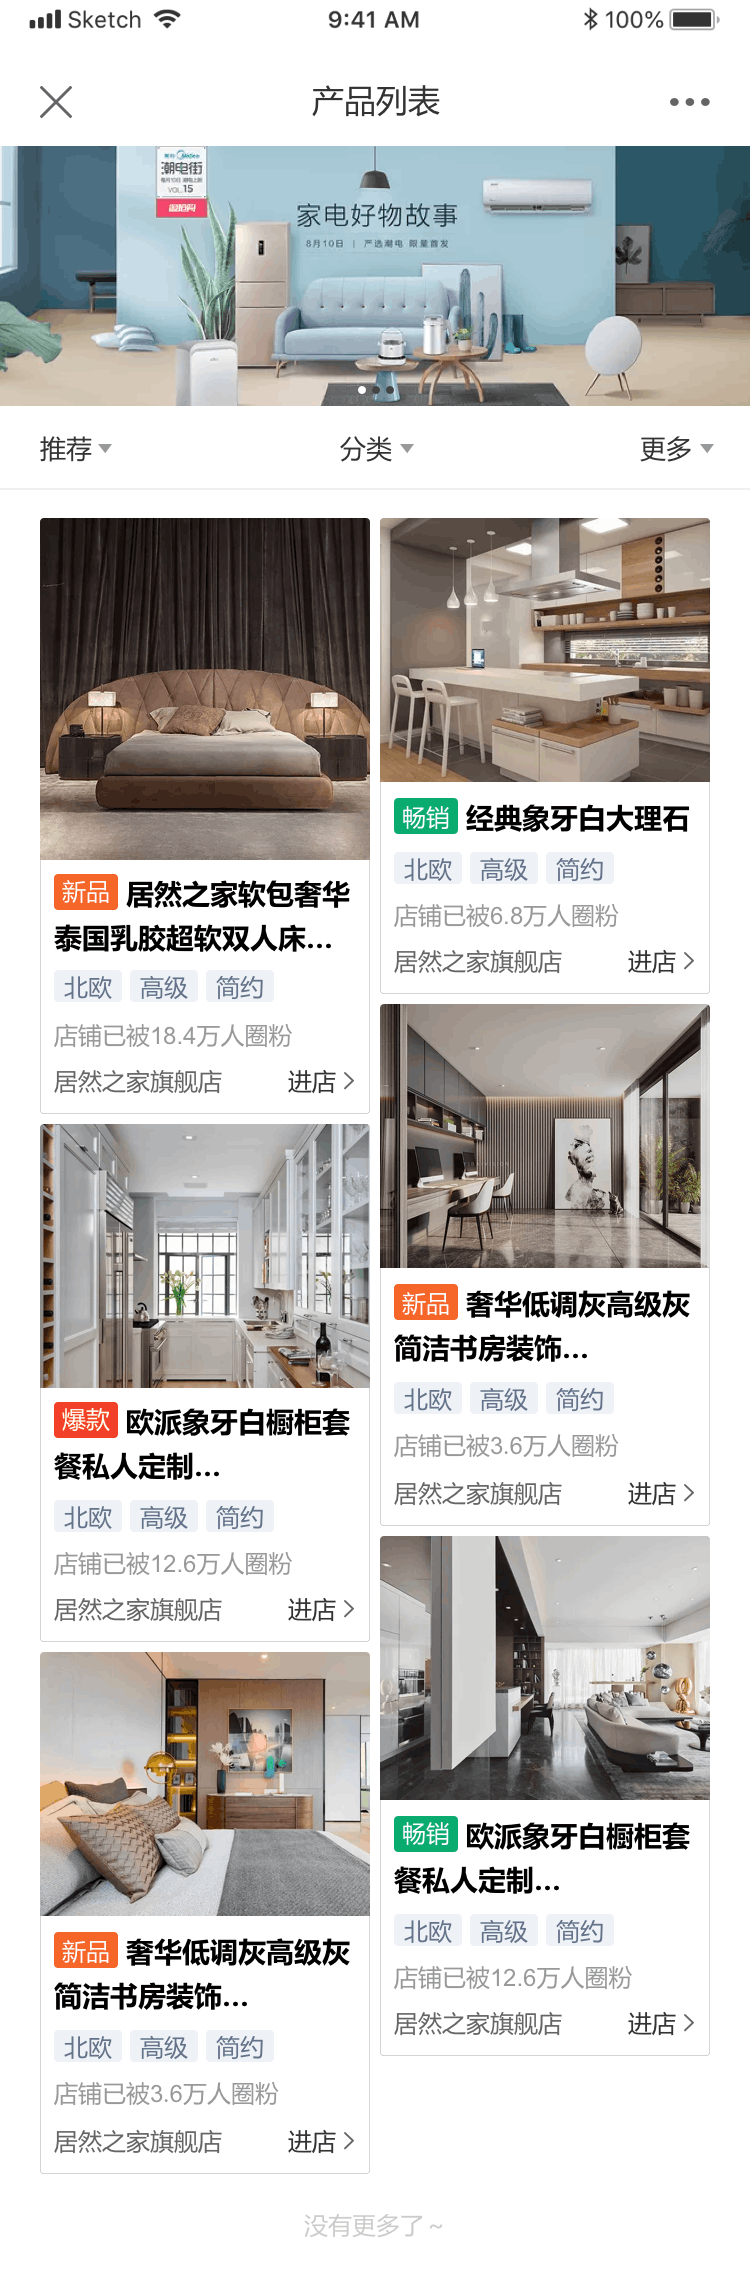 Sketch
9:41 AM
100%
产品列表
潮电街
VOL.15
家电好物故事
8月10日 | 严选潮电 限量首发
推荐
分类
更多
新品 居然之家软包奢华
泰国乳胶超软双人床...
北欧 高级 简约
店铺已被18.4万人圈粉
居然之家旗舰店 进店
畅销 经典象牙白大理石
北欧 高级 简约
店铺已被6.8万人圈粉
居然之家旗舰店 进店
新品 奢华低调灰高级灰
简洁书房装饰...
北欧 高级 简约
店铺已被3.6万人圈粉
居然之家旗舰店 进店
爆款 欧派象牙白橱柜套
餐私人定制...
北欧 高级 简约
店铺已被12.6万人圈粉
居然之家旗舰店 进店
畅销 欧派象牙白橱柜套
餐私人定制...
北欧 高级 简约
店铺已被12.6万人圈粉
居然之家旗舰店 进店
新品 奢华低调灰高级灰
简洁书房装饰...
北欧 高级 简约
店铺已被3.6万人圈粉
居然之家旗舰店 进店
没有更多了~